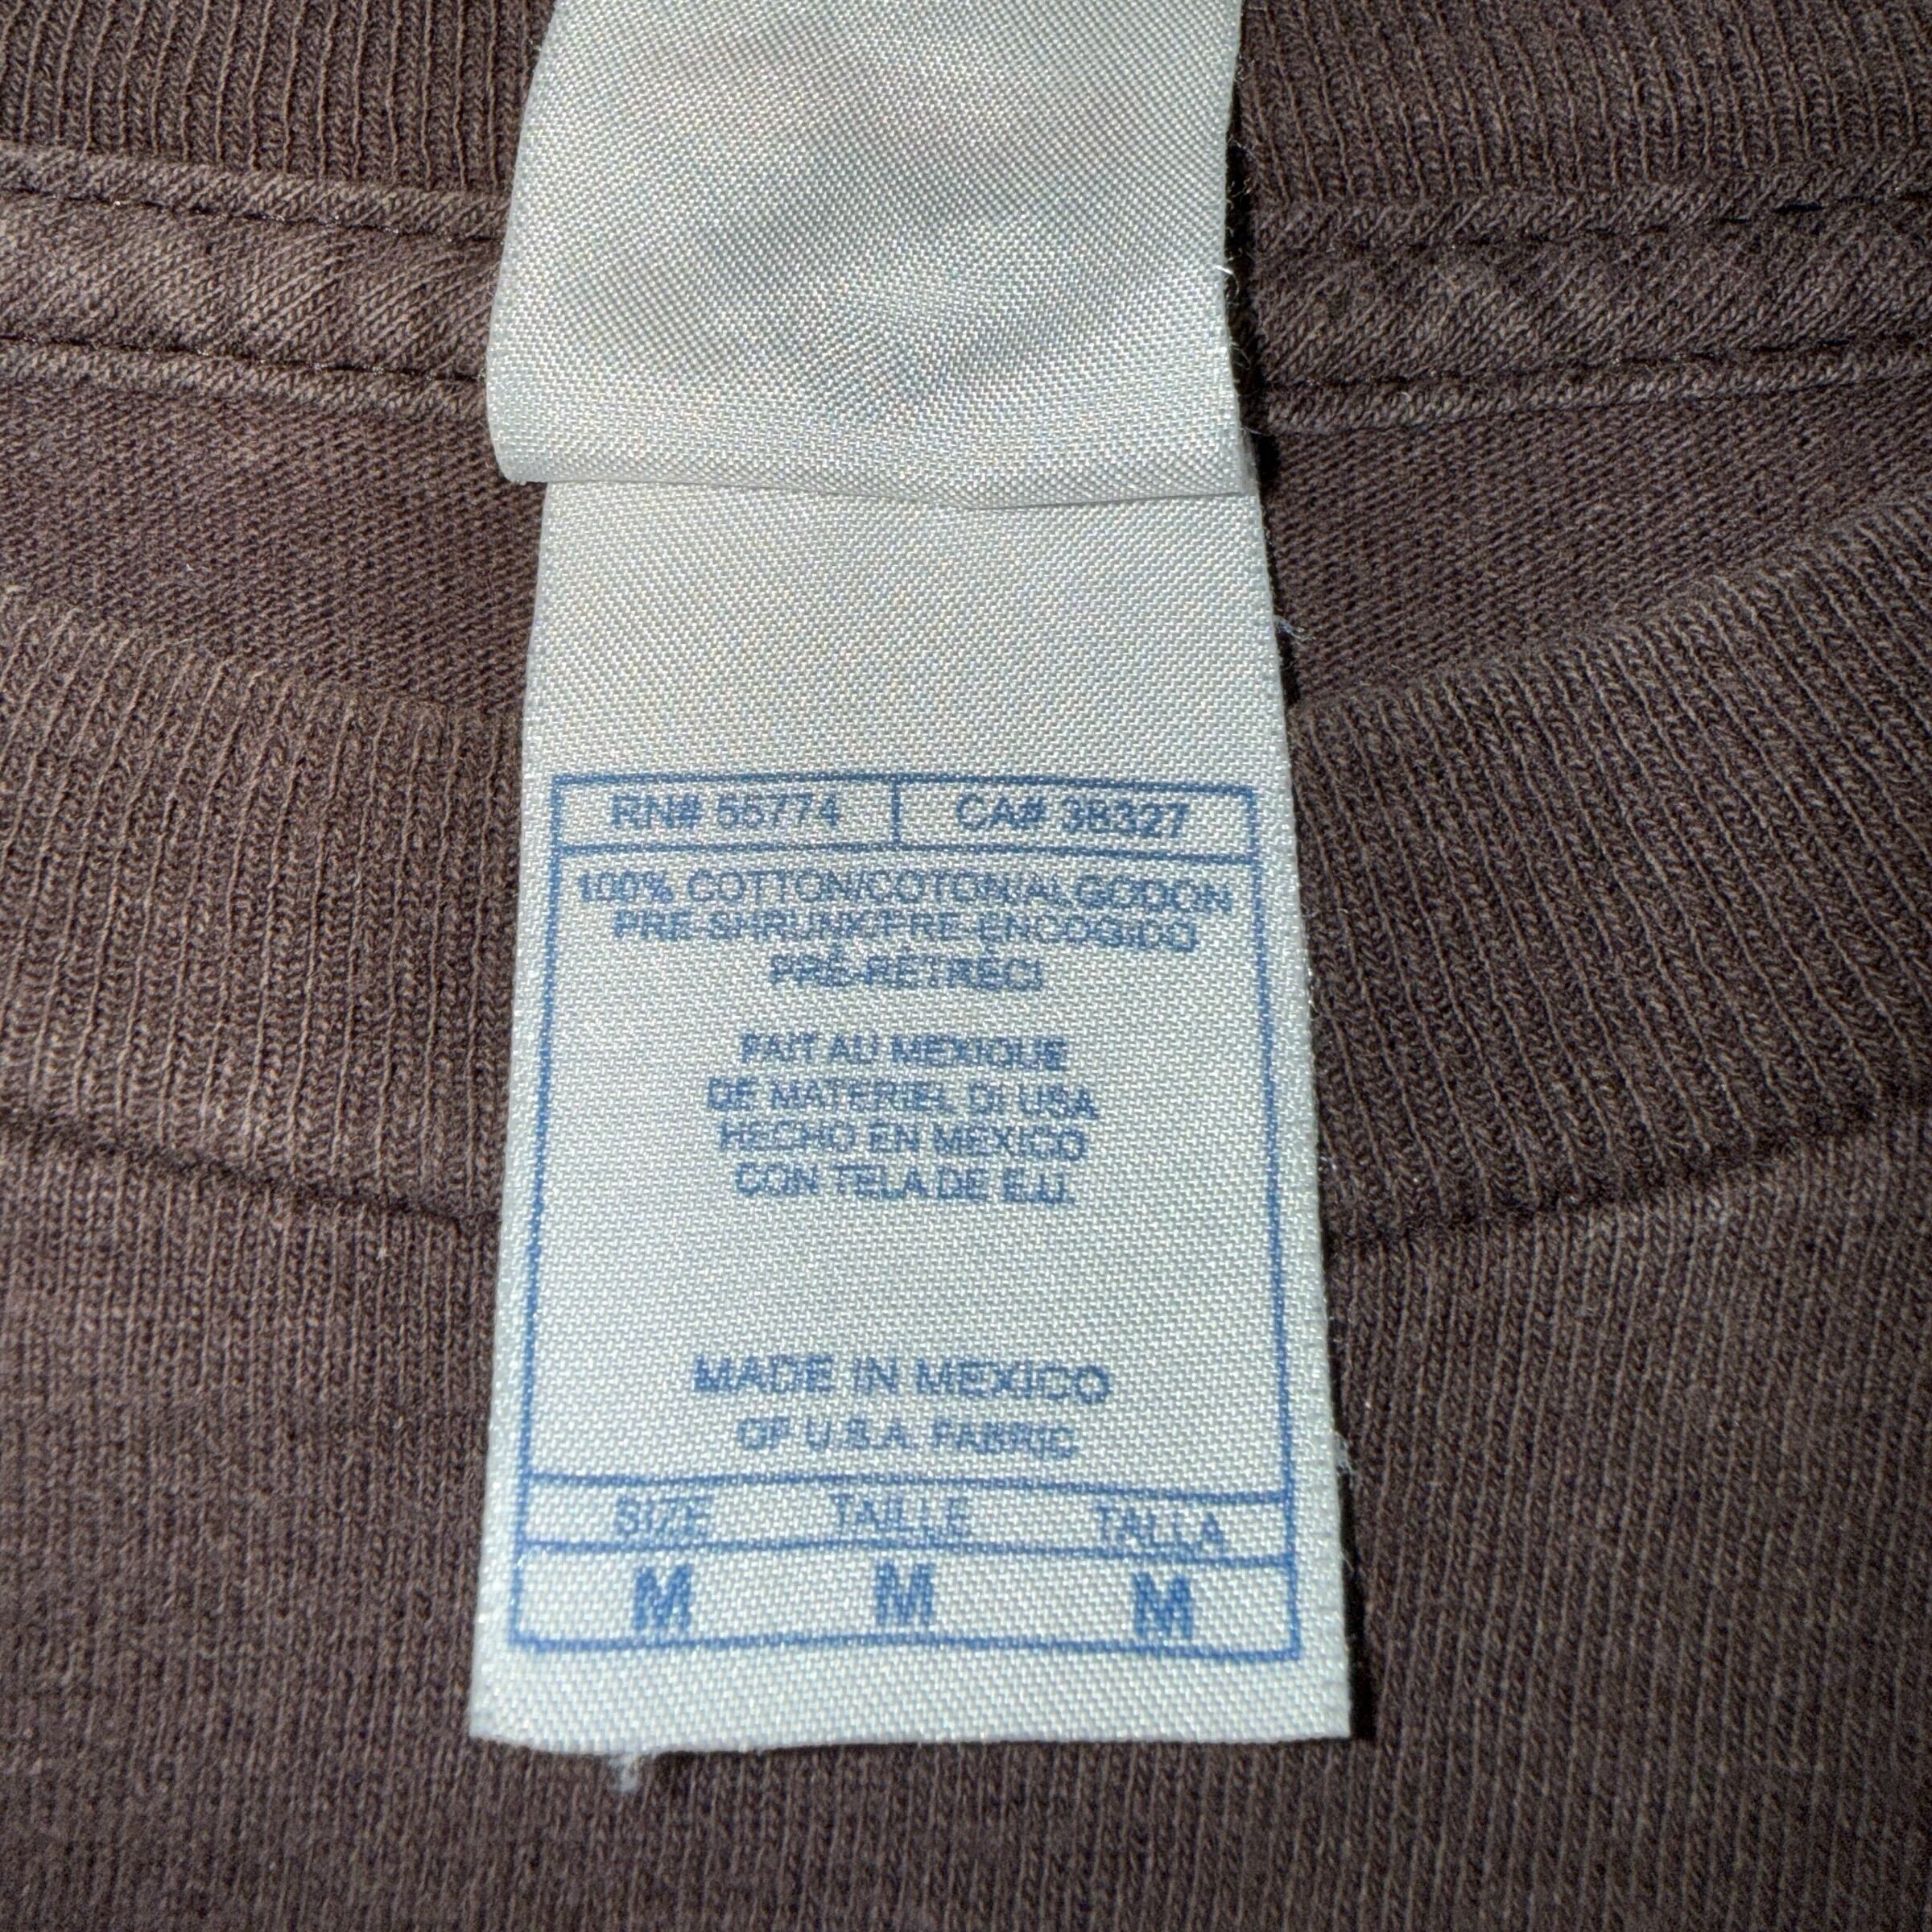 RN# 55774 CA# 38327
100% COTTON/COTON/ALGODON
PRE-SHRUNK/PRE-ENCOGIDO
PRÉ-RÉTRÉCI
FAIT AU MEXIQUE
DE MATERIEL DI USA
HECHO EN MEXICO
CON TELA DE E.U.
MADE IN MEXICO
OF U.S.A. FABRIC
SIZE TAILLE TALLA
M M M